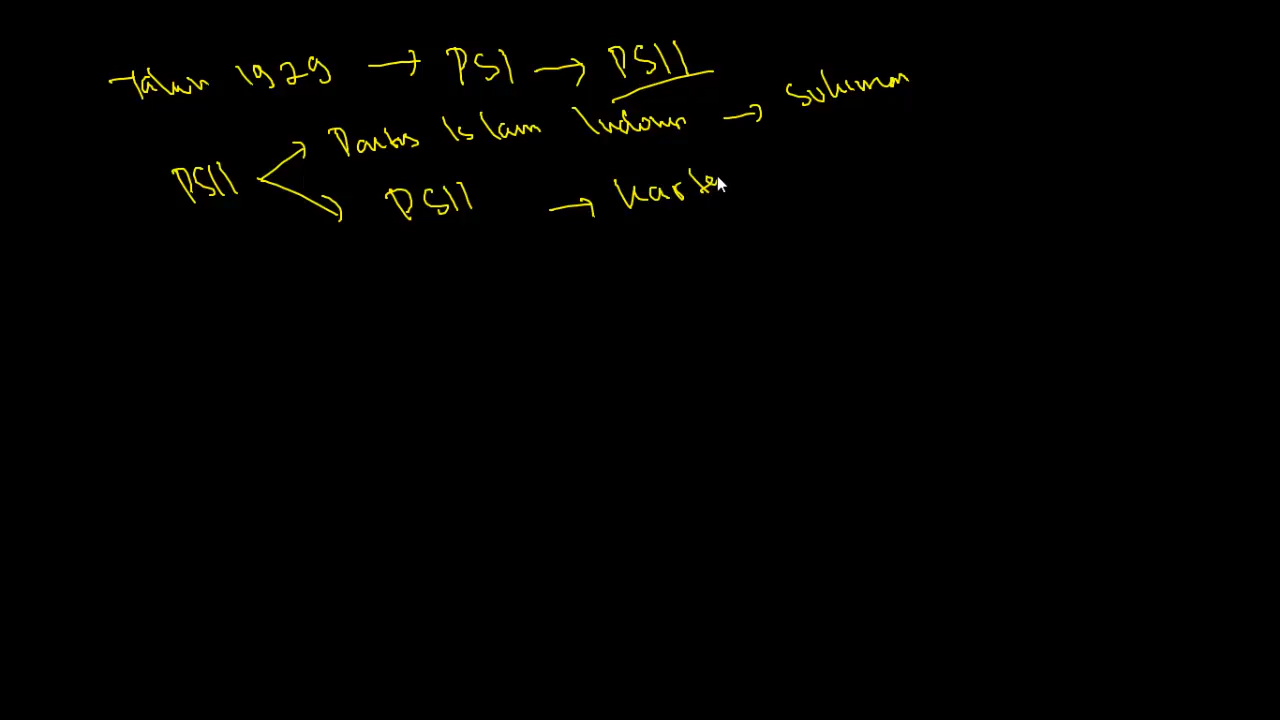 Tahun 1929 → PSI → PSII
Partai Islam Indonesia → Sukiman
PSII
PSII → Karto